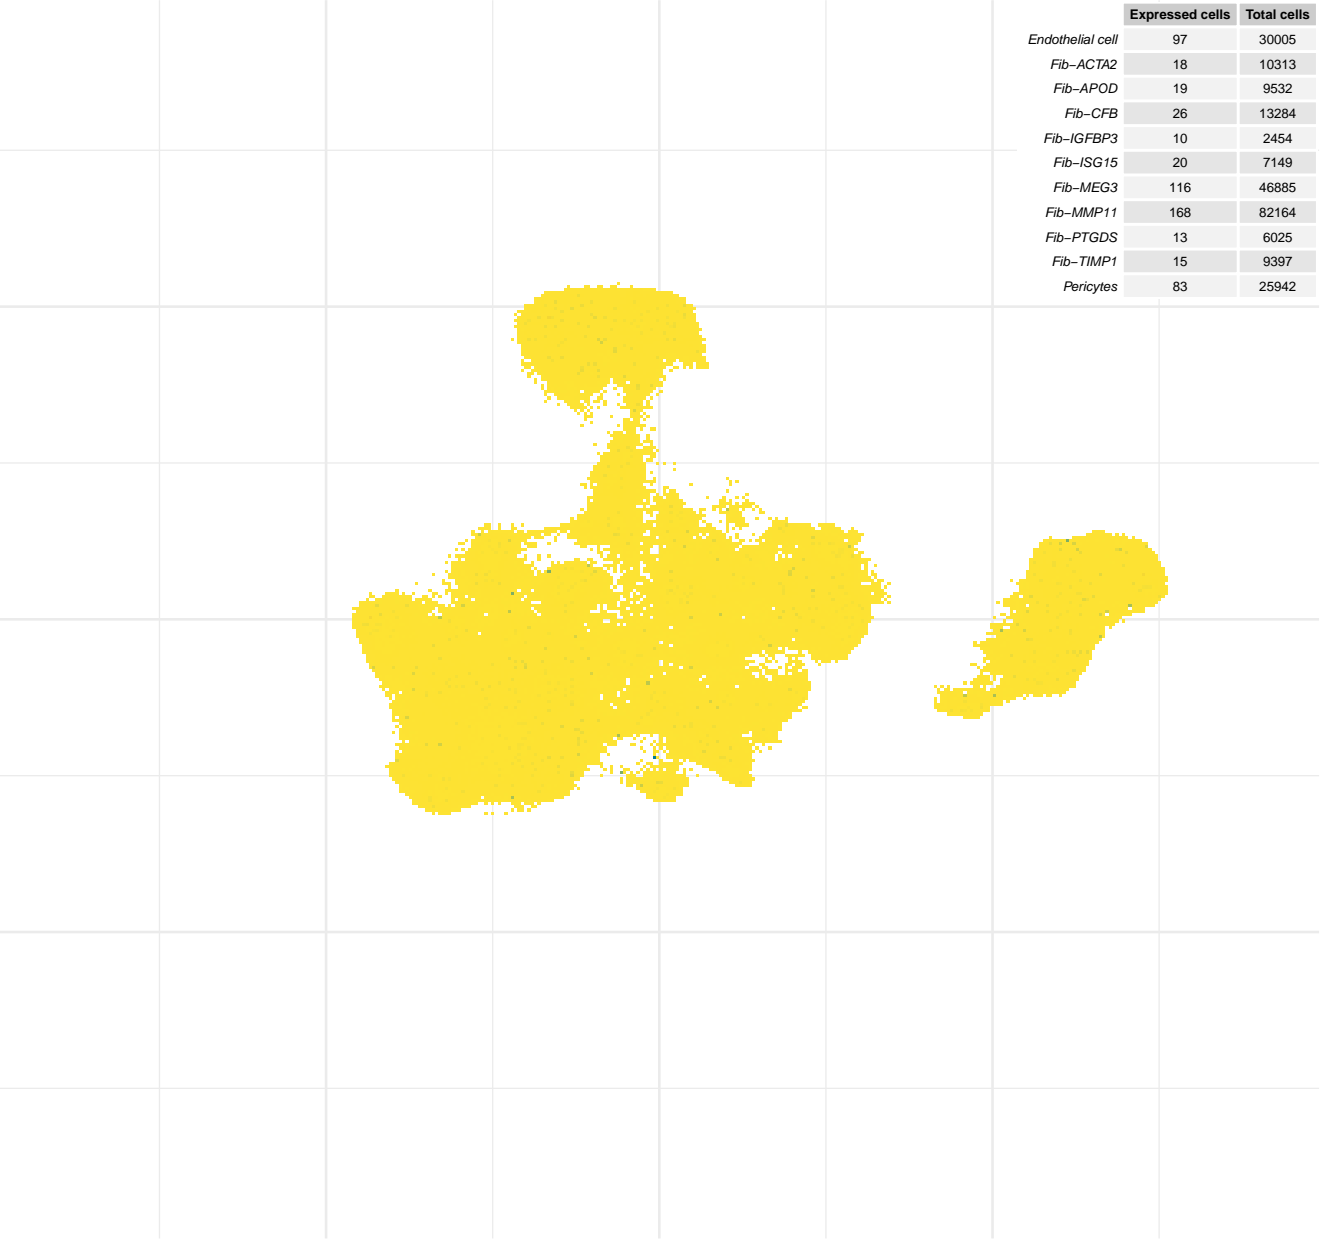 Expressed cells Total cells
Endothelial cell 97 30005
Fib−ACTA2 18 10313
Fib−APOD 19 9532
Fib−CFB 26 13284
Fib−IGFBP3 10 2454
Fib−ISG15 20 7149
Fib−MEG3 116 46885
Fib−MMP11 168 82164
Fib−PTGDS 13 6025
Fib−TIMP1 15 9397
Pericytes 83 25942